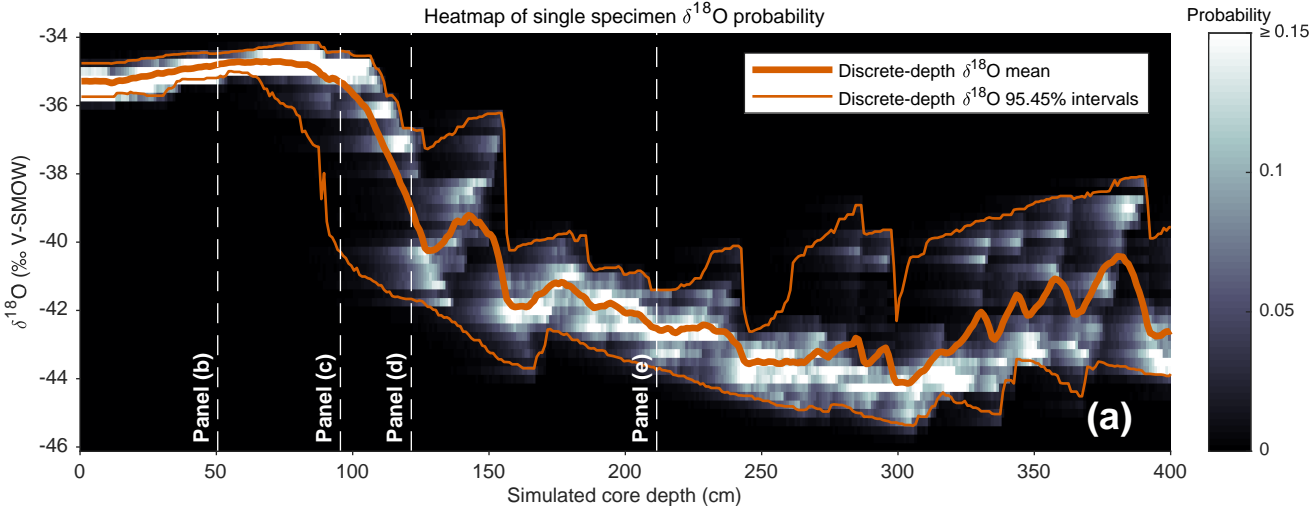 Heatmap of single specimen δ¹⁸O probability
Probability
≥ 0.15
0.1
0.05
0
δ¹⁸O (‰ V-SMOW)
-34
-36
-38
-40
-42
-44
-46
Discrete-depth δ¹⁸O mean
Discrete-depth δ¹⁸O 95.45% intervals
Panel (b)
Panel (c)
Panel (d)
Panel (e)
(a)
0 50 100 150 200 250 300 350 400
Simulated core depth (cm)